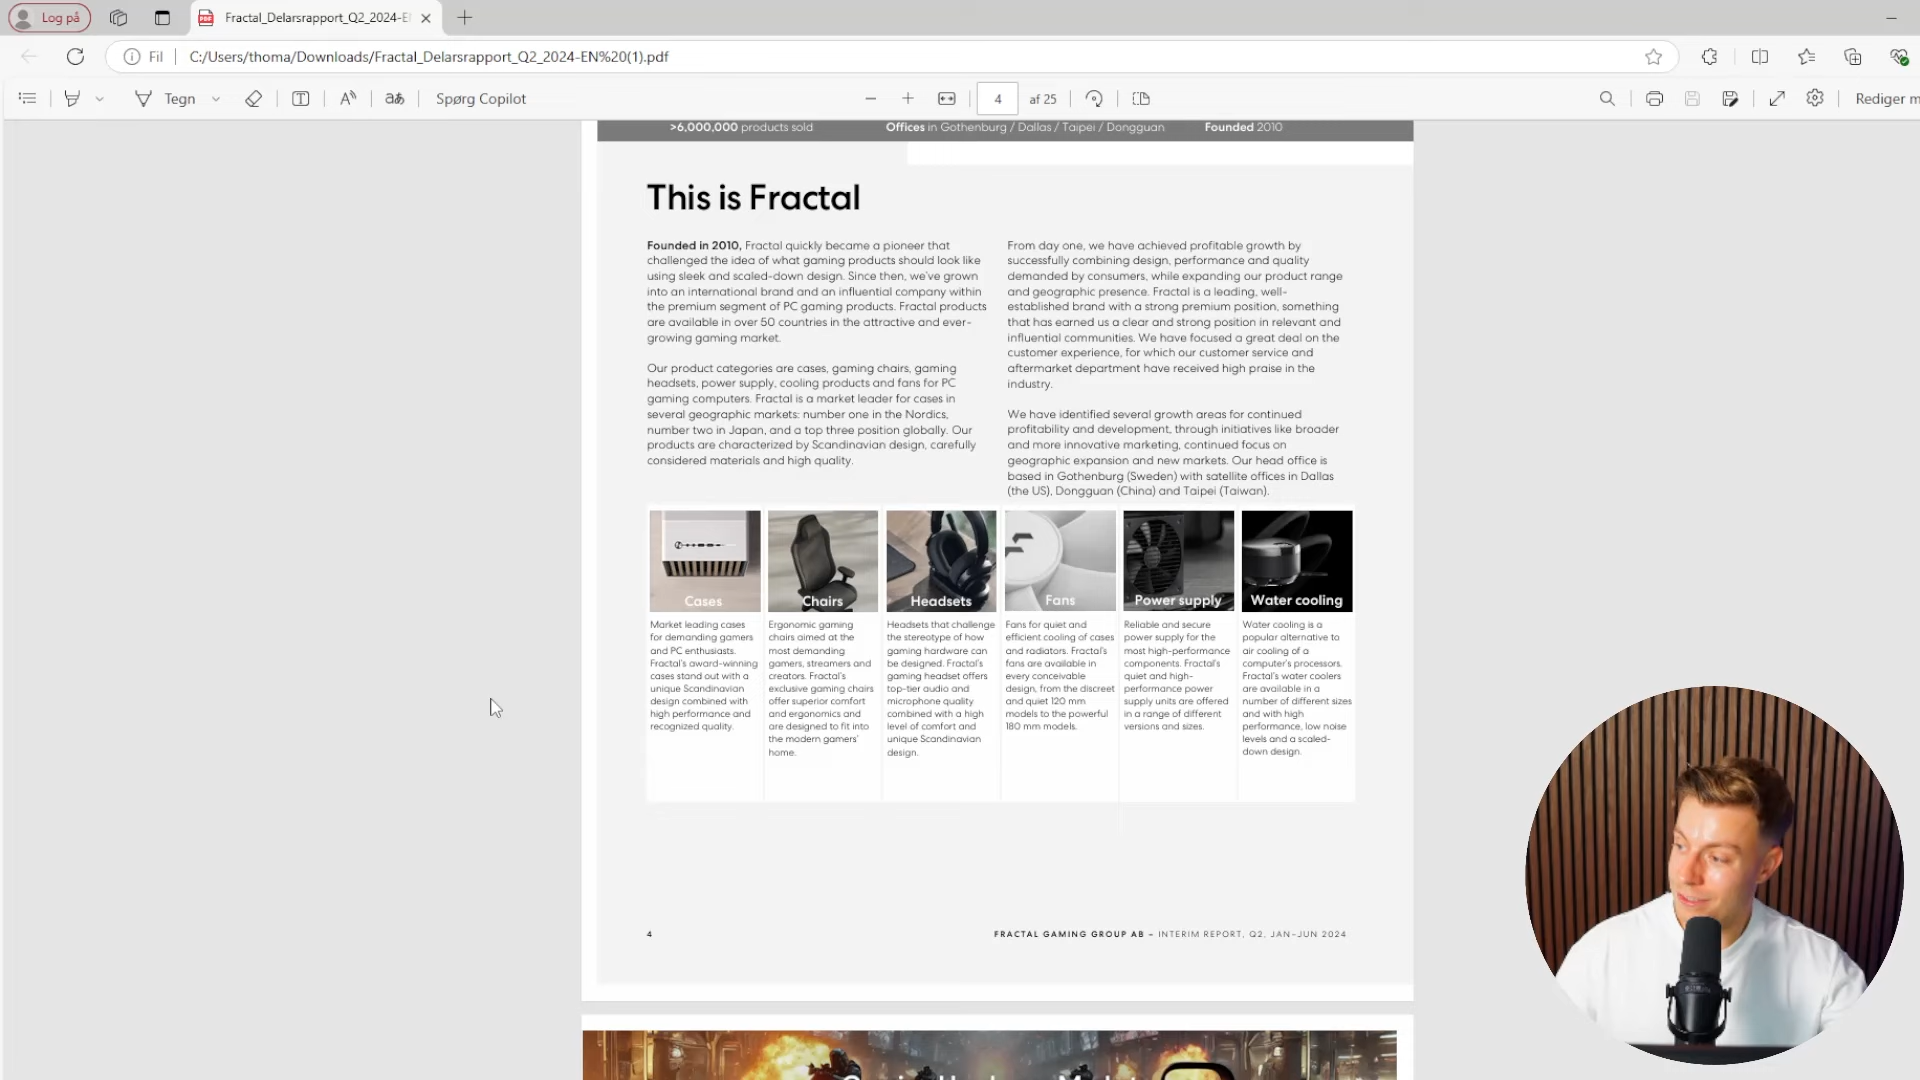 Log på
Fractal_Delarsrapport_Q2_2024-E
Fil
C:/Users/thoma/Downloads/Fractal_Delarsrapport_Q2_2024-EN%20(1).pdf
Tegn
Spørg Copilot
4
af 25
Rediger m
>6,000,000 products sold
Offices in Gothenburg / Dallas / Taipei / Dongguan
Founded 2010
This is Fractal
Founded in 2010, Fractal quickly became a pioneer that
challenged the idea of what gaming products should look like
using sleek and scaled-down design. Since then, we've grown
into an international brand and an influential company within
the premium segment of PC gaming products. Fractal products
are available in over 50 countries in the attractive and ever-
growing gaming market.
Our product categories are cases, gaming chairs, gaming
headsets, power supply, cooling products and fans for PC
gaming computers. Fractal is a market leader for cases in
several geographic markets: number one in the Nordics,
number two in Japan, and a top three position globally. Our
products are characterized by Scandinavian design, carefully
considered materials and high quality.
From day one, we have achieved profitable growth by
successfully combining design, performance and quality
demanded by consumers, while expanding our product range
and geographic presence. Fractal is a leading, well-
established brand with a strong premium position, something
that has earned us a clear and strong position in relevant and
influential communities. We have focused a great deal on the
customer experience, for which our customer service and
aftermarket department have received high praise in the
industry.
We have identified several growth areas for continued
profitability and development, through initiatives like broader
and more innovative marketing, continued focus on
geographic expansion and new markets. Our head office is
based in Gothenburg (Sweden) with satellite offices in Dallas
(the US), Dongguan (China) and Taipei (Taiwan).
Cases
Market leading cases
for demanding gamers
and PC enthusiasts.
Fractal's award-winning
cases stand out with a
unique Scandinavian
design combined with
high performance and
recognized quality.
Chairs
Ergonomic gaming
chairs aimed at the
most demanding
gamers, streamers and
creators. Fractal's
exclusive gaming chairs
offer superior comfort
and ergonomics and
are designed to fit into
the modern gamers'
home.
Headsets
Headsets that challenge
the stereotype of how
gaming hardware can
be designed. Fractal's
gaming headset offers
top-tier audio and
microphone quality
combined with a high
level of comfort and
unique Scandinavian
design.
Fans
Fans for quiet and
efficient cooling of cases
and radiators. Fractal's
fans are available in
every conceivable
design, from the discreet
and quiet 120 mm
models to the powerful
180 mm models.
Power supply
Reliable and secure
power supply for the
most high-performance
components. Fractal's
quiet and high-
performance power
supply units are offered
in a range of different
versions and sizes.
Water cooling
Water cooling is a
popular alternative to
air cooling of a
computer's processors.
Fractal's water coolers
are available in a
number of different sizes
and with high
performance, low noise
levels and a scaled-
down design.
4
FRACTAL GAMING GROUP AB – INTERIM REPORT, Q2, JAN–JUN 2024